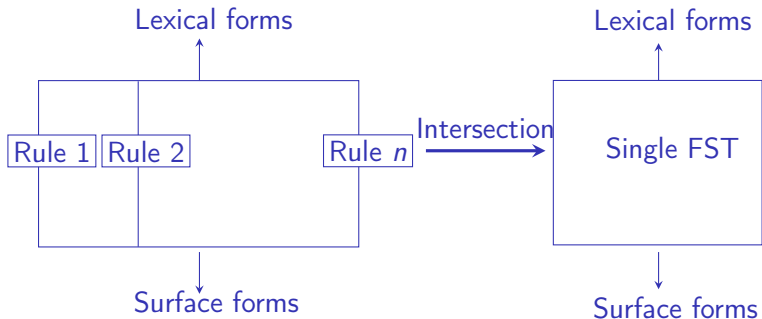 Lexical forms
Rule 1
Rule 2
Rule n
Surface forms
Intersection
Lexical forms
Single FST
Surface forms